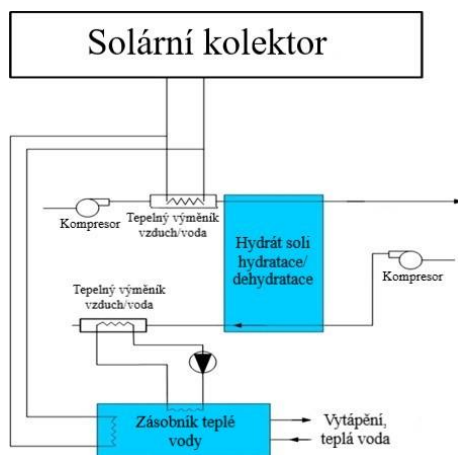 Solární kolektor
Kompresor
Tepelný výměník
vzduch/voda
Hydrát soli
hydratace/
dehydratace
Kompresor
Tepelný výměník
vzduch/voda
Zásobník teplé
vody
Vytápění,
teplá voda